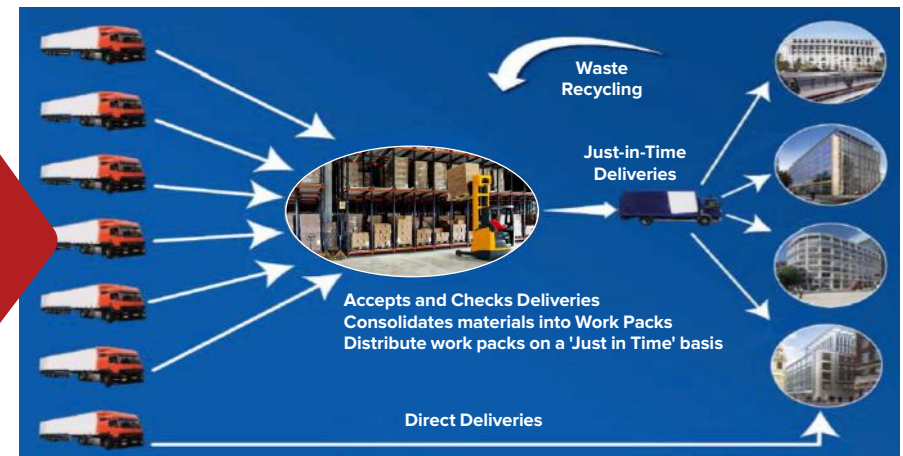 Waste
Recycling
Just-in-Time
Deliveries
Accepts and Checks Deliveries
Consolidates materials into Work Packs
Distribute work packs on a 'Just in Time' basis
Direct Deliveries